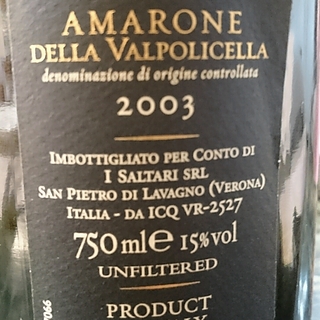 AMARONE
DELLA VALPOLICELLA
denominazione di origine controllata
2003
IMBOTTIGLIATO PER CONTO DI
I SALTARI SRL
SAN PIETRO DI LAVAGNO (VERONA)
ITALIA - DA ICQ VR-2527
750 ml e 15% vol
UNFILTERED
PRODUCT